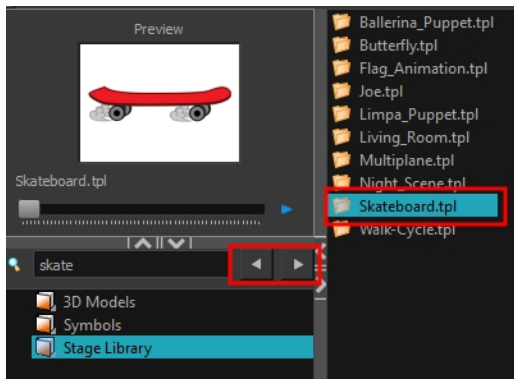 Preview
Skateboard.tpl
skate
3D Models
Symbols
Stage Library
Ballerina_Puppet.tpl
Butterfly.tpl
Flag_Animation.tpl
Joe.tpl
Limpa_Puppet.tpl
Living_Room.tpl
Multiplane.tpl
Night_Scene.tpl
Skateboard.tpl
Walk-Cycle.tpl